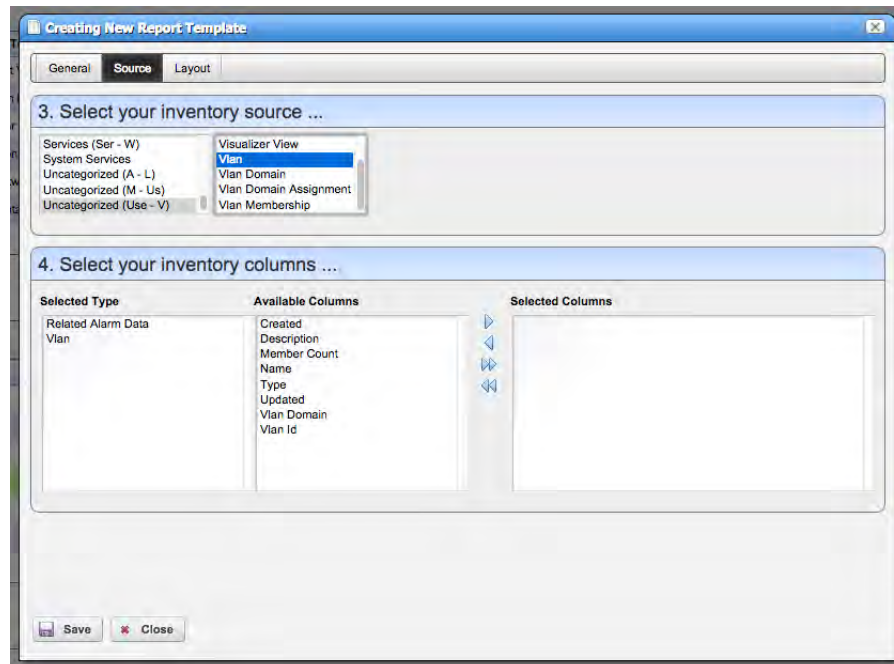 Creating New Report Template
General Source Layout
3. Select your inventory source ...
Services (Ser - W)
System Services
Uncategorized (A - L)
Uncategorized (M - Us)
Uncategorized (Use - V)
Visualizer View
Vlan
Vlan Domain
Vlan Domain Assignment
Vlan Membership
4. Select your inventory columns ...
Selected Type
Related Alarm Data
Vlan
Available Columns
Created
Description
Member Count
Name
Type
Updated
Vlan Domain
Vlan Id
Selected Columns
Save Close